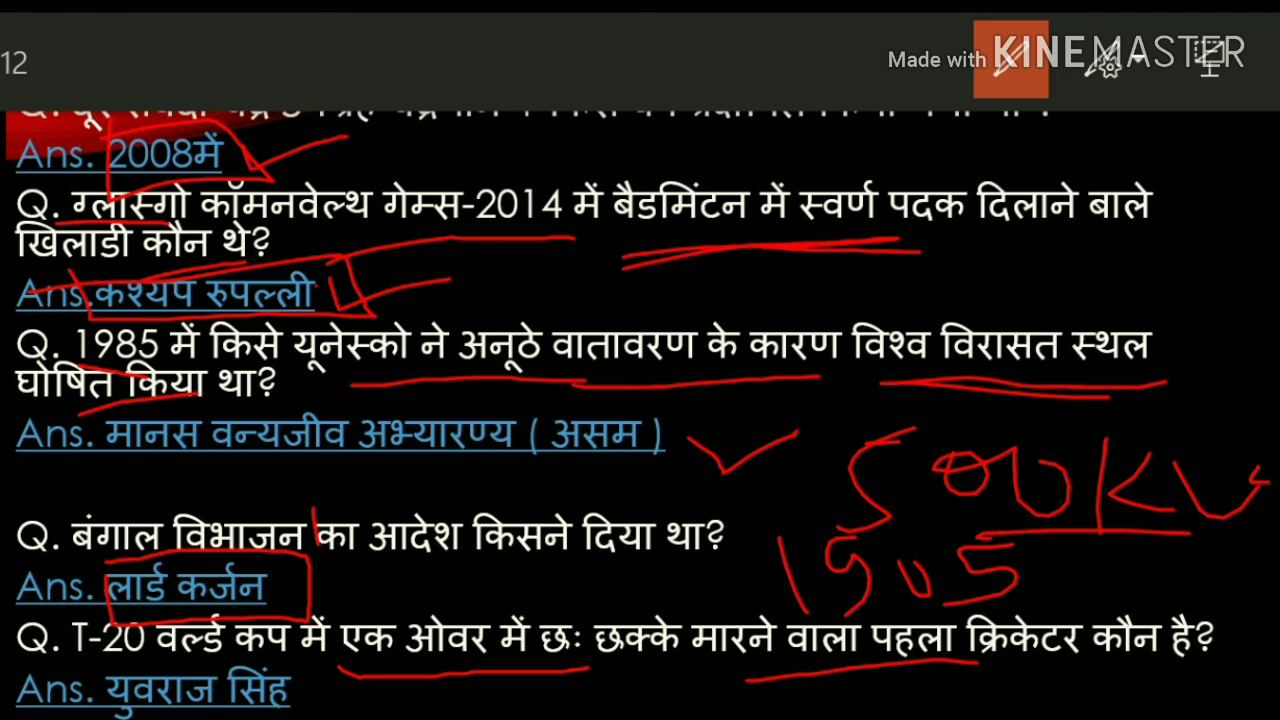 12
Made with KINEMASTER
Ans. 2008में
Q. ग्लास्गो कॉमनवेल्थ गेम्स-2014 में बैडमिंटन में स्वर्ण पदक दिलाने बाले
खिलाडी कौन थे?
Ans.कश्यप रुपल्ली
Q. 1985 में किसे यूनेस्को ने अनूठे वातावरण के कारण विश्व विरासत स्थल
घोषित किया था?
Ans. मानस वन्यजीव अभ्यारण्य ( असम )
500KV
Q. बंगाल विभाजन का आदेश किसने दिया था?
1905
Ans. लार्ड कर्जन
Q. T-20 वर्ल्ड कप में एक ओवर में छः छक्के मारने वाला पहला क्रिकेटर कौन है?
Ans. युवराज सिंह